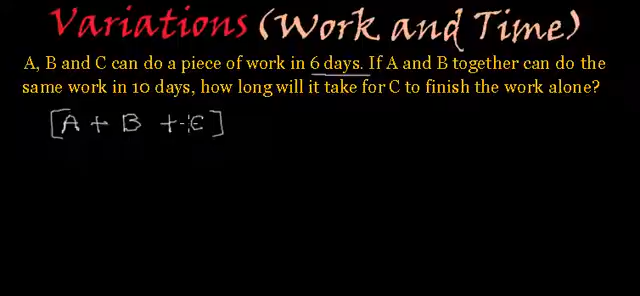 Variations (Work and Time)
A, B and C can do a piece of work in 6 days. If A and B together can do the
same work in 10 days, how long will it take for C to finish the work alone?
[A + B + C]